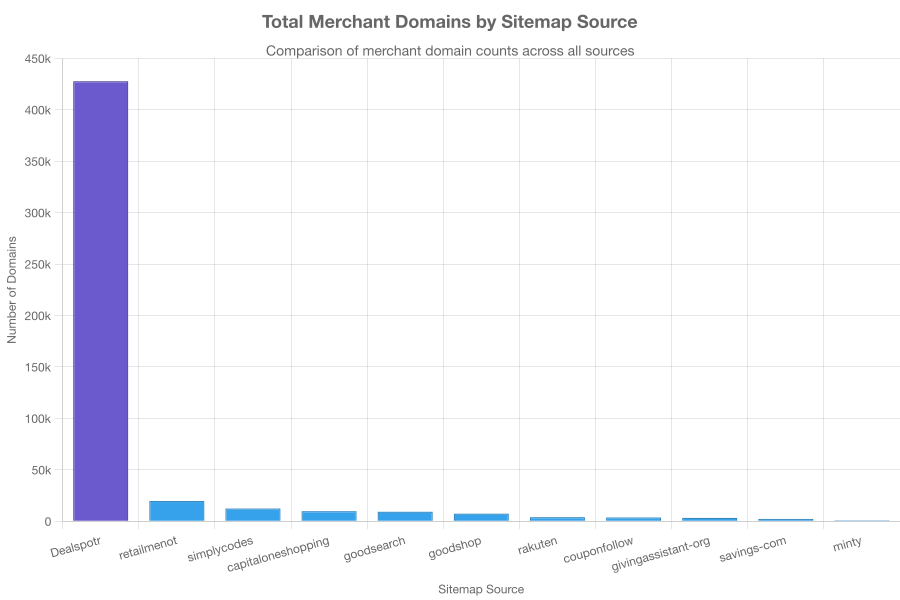 Total Merchant Domains by Sitemap Source
Comparison of merchant domain counts across all sources
450k
400k
350k
300k
250k
200k
150k
100k
50k
0
Number of Domains
Dealspotr
retailmenot
simplycodes
capitaloneshopping
goodsearch
goodshop
rakuten
couponfollow
givingassistant-org
savings-com
minty
Sitemap Source